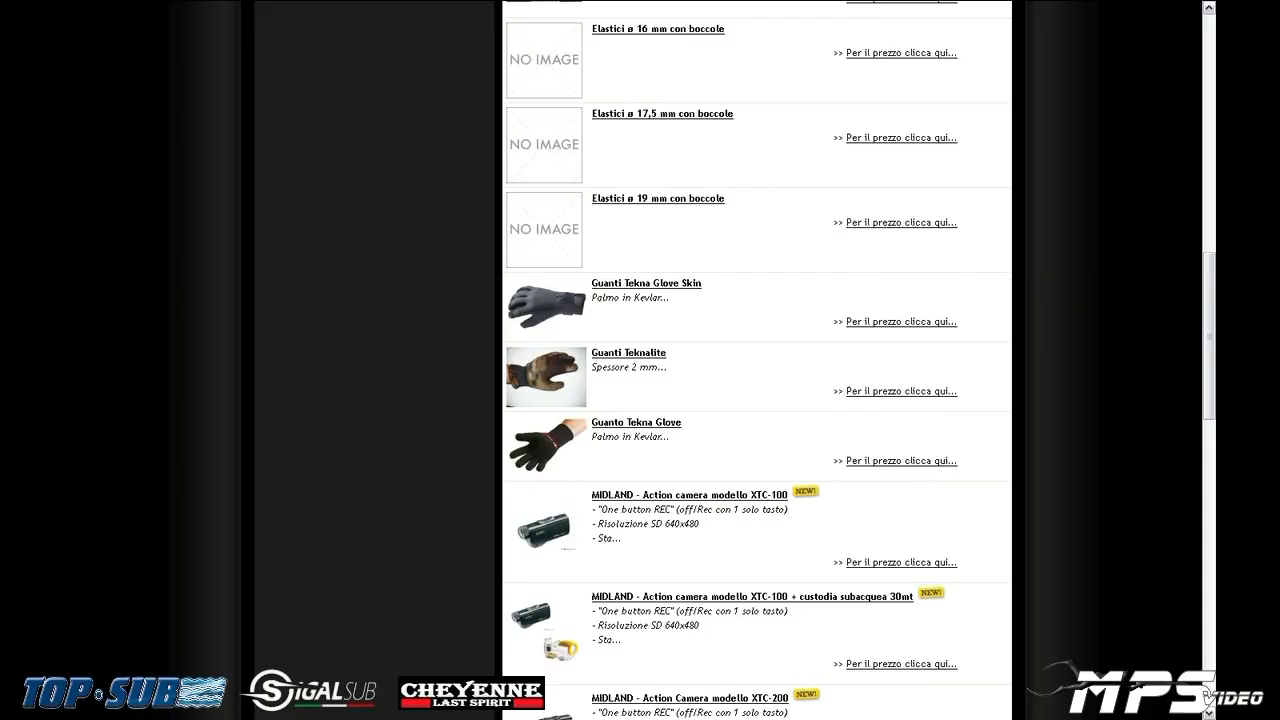 Elastici ø 16 mm con boccole
NO IMAGE
>> Per il prezzo clicca qui...
Elastici ø 17,5 mm con boccole
NO IMAGE
>> Per il prezzo clicca qui...
Elastici ø 19 mm con boccole
NO IMAGE
>> Per il prezzo clicca qui...
Guanti Tekna Glove Skin
Palmo in Kevlar...
>> Per il prezzo clicca qui...
Guanti Teknalite
Spessore 2 mm...
>> Per il prezzo clicca qui...
Guanto Tekna Glove
Palmo in Kevlar...
>> Per il prezzo clicca qui...
MIDLAND - Action camera modello XTC-100 NEW!
- "One button REC" (off/Rec con 1 solo tasto)
- Risoluzione SD 640x480
- Sta...
>> Per il prezzo clicca qui...
MIDLAND - Action camera modello XTC-100 + custodia subacquea 30mt NEW!
- "One button REC" (off/Rec con 1 solo tasto)
- Risoluzione SD 640x480
- Sta...
>> Per il prezzo clicca qui...
MIDLAND - Action Camera modello XTC-200 NEW!
- "One button REC" (off/Rec con 1 solo tasto)
TOP SUB
SIGALSUB
CHEYENNE
LAST SPIRIT
MPS VIDEO